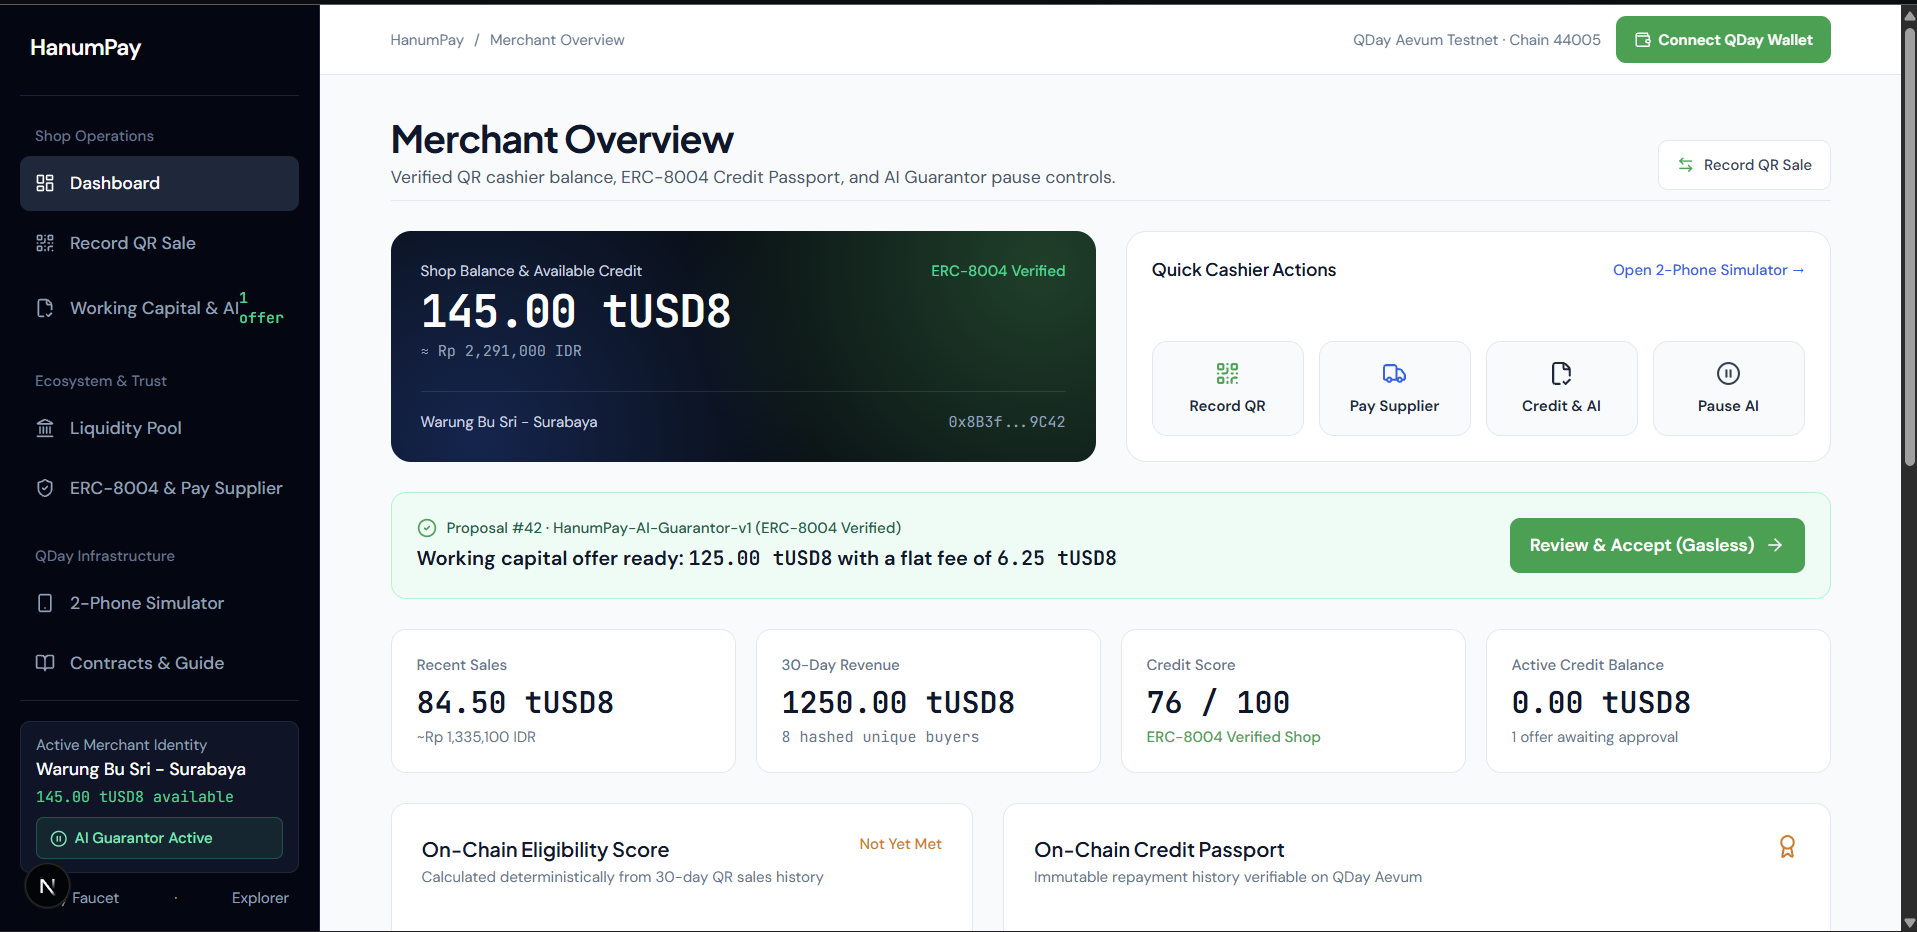 HanumPay
Shop Operations
Dashboard
Record QR Sale
Working Capital & AI
1
offer
Ecosystem & Trust
Liquidity Pool
ERC-8004 & Pay Supplier
QDay Infrastructure
2-Phone Simulator
Contracts & Guide
Active Merchant Identity
Warung Bu Sri - Surabaya
145.00 tUSD8 available
AI Guarantor Active
N
Faucet · Explorer
HanumPay / Merchant Overview
QDay Aevum Testnet · Chain 44005
Connect QDay Wallet
Merchant Overview
Verified QR cashier balance, ERC-8004 Credit Passport, and AI Guarantor pause controls.
Record QR Sale
Shop Balance & Available Credit
ERC-8004 Verified
145.00 tUSD8
≈ Rp 2,291,000 IDR
Warung Bu Sri - Surabaya
0x8B3f...9C42
Quick Cashier Actions
Open 2-Phone Simulator →
Record QR
Pay Supplier
Credit & AI
Pause AI
Proposal #42 · HanumPay-AI-Guarantor-v1 (ERC-8004 Verified)
Working capital offer ready: 125.00 tUSD8 with a flat fee of 6.25 tUSD8
Review & Accept (Gasless) →
Recent Sales
84.50 tUSD8
~Rp 1,335,100 IDR
30-Day Revenue
1250.00 tUSD8
8 hashed unique buyers
Credit Score
76 / 100
ERC-8004 Verified Shop
Active Credit Balance
0.00 tUSD8
1 offer awaiting approval
On-Chain Eligibility Score
Not Yet Met
Calculated deterministically from 30-day QR sales history
On-Chain Credit Passport
Immutable repayment history verifiable on QDay Aevum